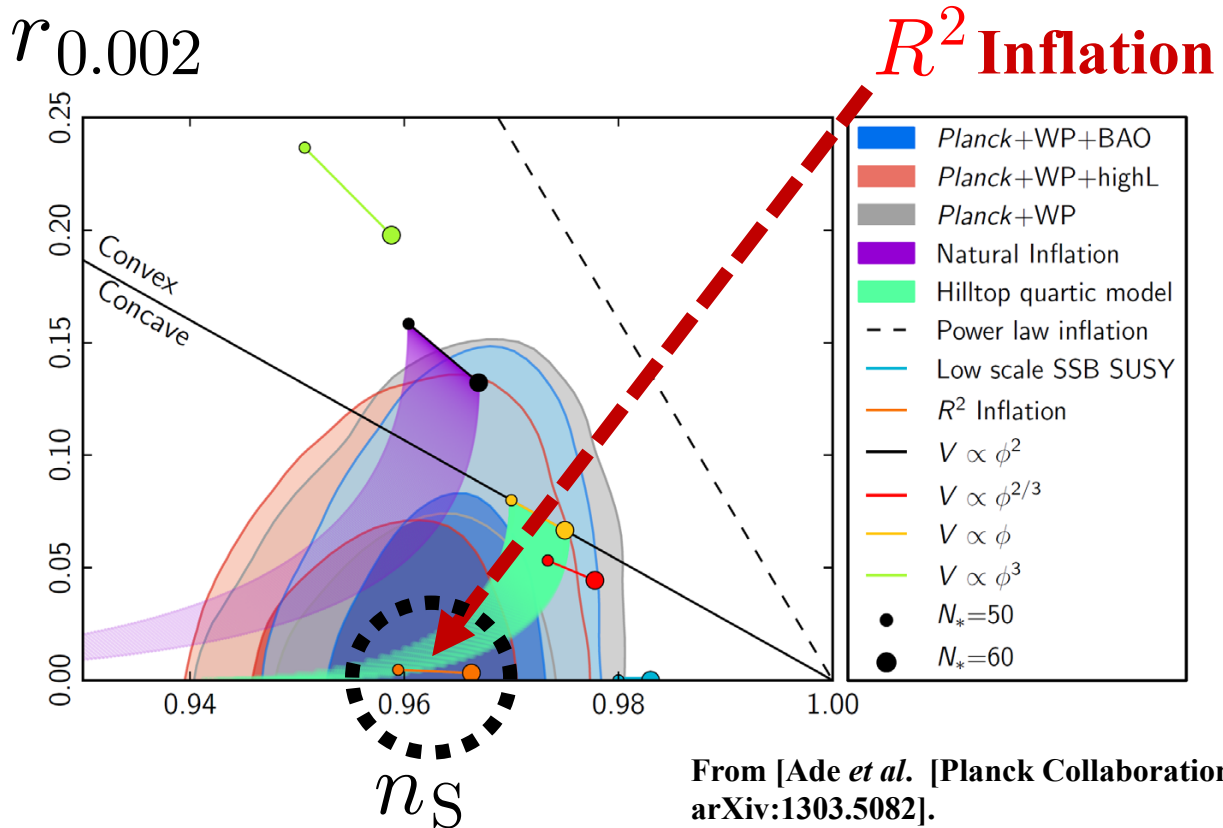 r0.002
R² Inflation
0.25
0.20
0.15
0.10
0.05
0.00
Convex
Concave
0.94
0.96
0.98
1.00
Planck+WP+BAO
Planck+WP+highL
Planck+WP
Natural Inflation
Hilltop quartic model
Power law inflation
Low scale SSB SUSY
R² Inflation
V ∝ ϕ²
V ∝ ϕ^2/3
V ∝ ϕ
V ∝ ϕ³
N*=50
N*=60
nS
From [Ade et al. [Planck Collaboration
arXiv:1303.5082].